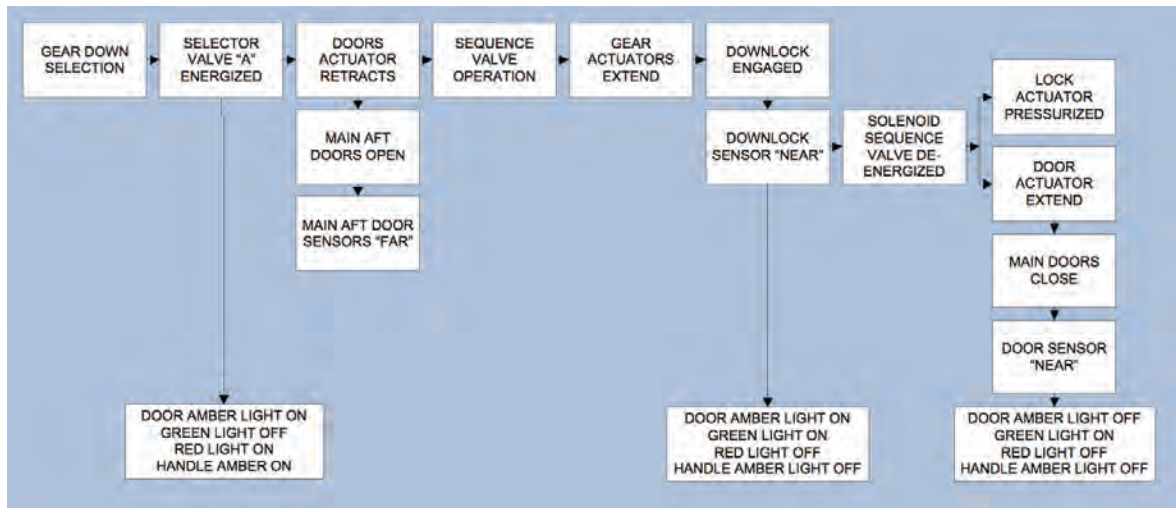 GEAR DOWN
SELECTION
SELECTOR
VALVE "A"
ENERGIZED
DOORS
ACTUATOR
RETRACTS
SEQUENCE
VALVE
OPERATION
GEAR
ACTUATORS
EXTEND
DOWNLOCK
ENGAGED
LOCK
ACTUATOR
PRESSURIZED
MAIN AFT
DOORS OPEN
DOWNLOCK
SENSOR "NEAR"
SOLENOID
SEQUENCE
VALVE DE-
ENERGIZED
DOOR
ACTUATOR
EXTEND
MAIN AFT DOOR
SENSORS "FAR"
MAIN DOORS
CLOSE
DOOR SENSOR
"NEAR"
DOOR AMBER LIGHT ON
GREEN LIGHT OFF
RED LIGHT ON
HANDLE AMBER ON
DOOR AMBER LIGHT ON
GREEN LIGHT ON
RED LIGHT OFF
HANDLE AMBER LIGHT OFF
DOOR AMBER LIGHT OFF
GREEN LIGHT ON
RED LIGHT OFF
HANDLE AMBER LIGHT OFF